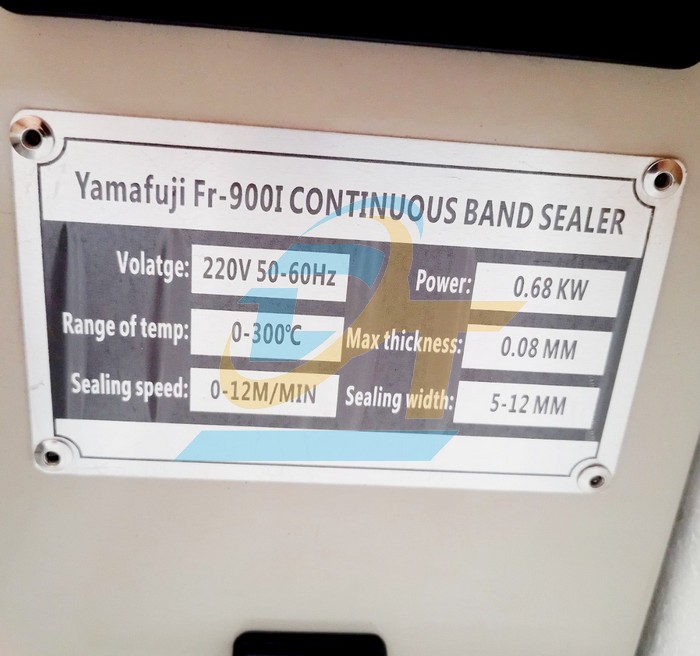 Yamafuji Fr-900I CONTINUOUS BAND SEALER
Volatge: 220V 50-60Hz Power: 0.68 KW
Range of temp: 0-300℃ Max thickness: 0.08 MM
Sealing speed: 0-12M/MIN Sealing width: 5-12 MM